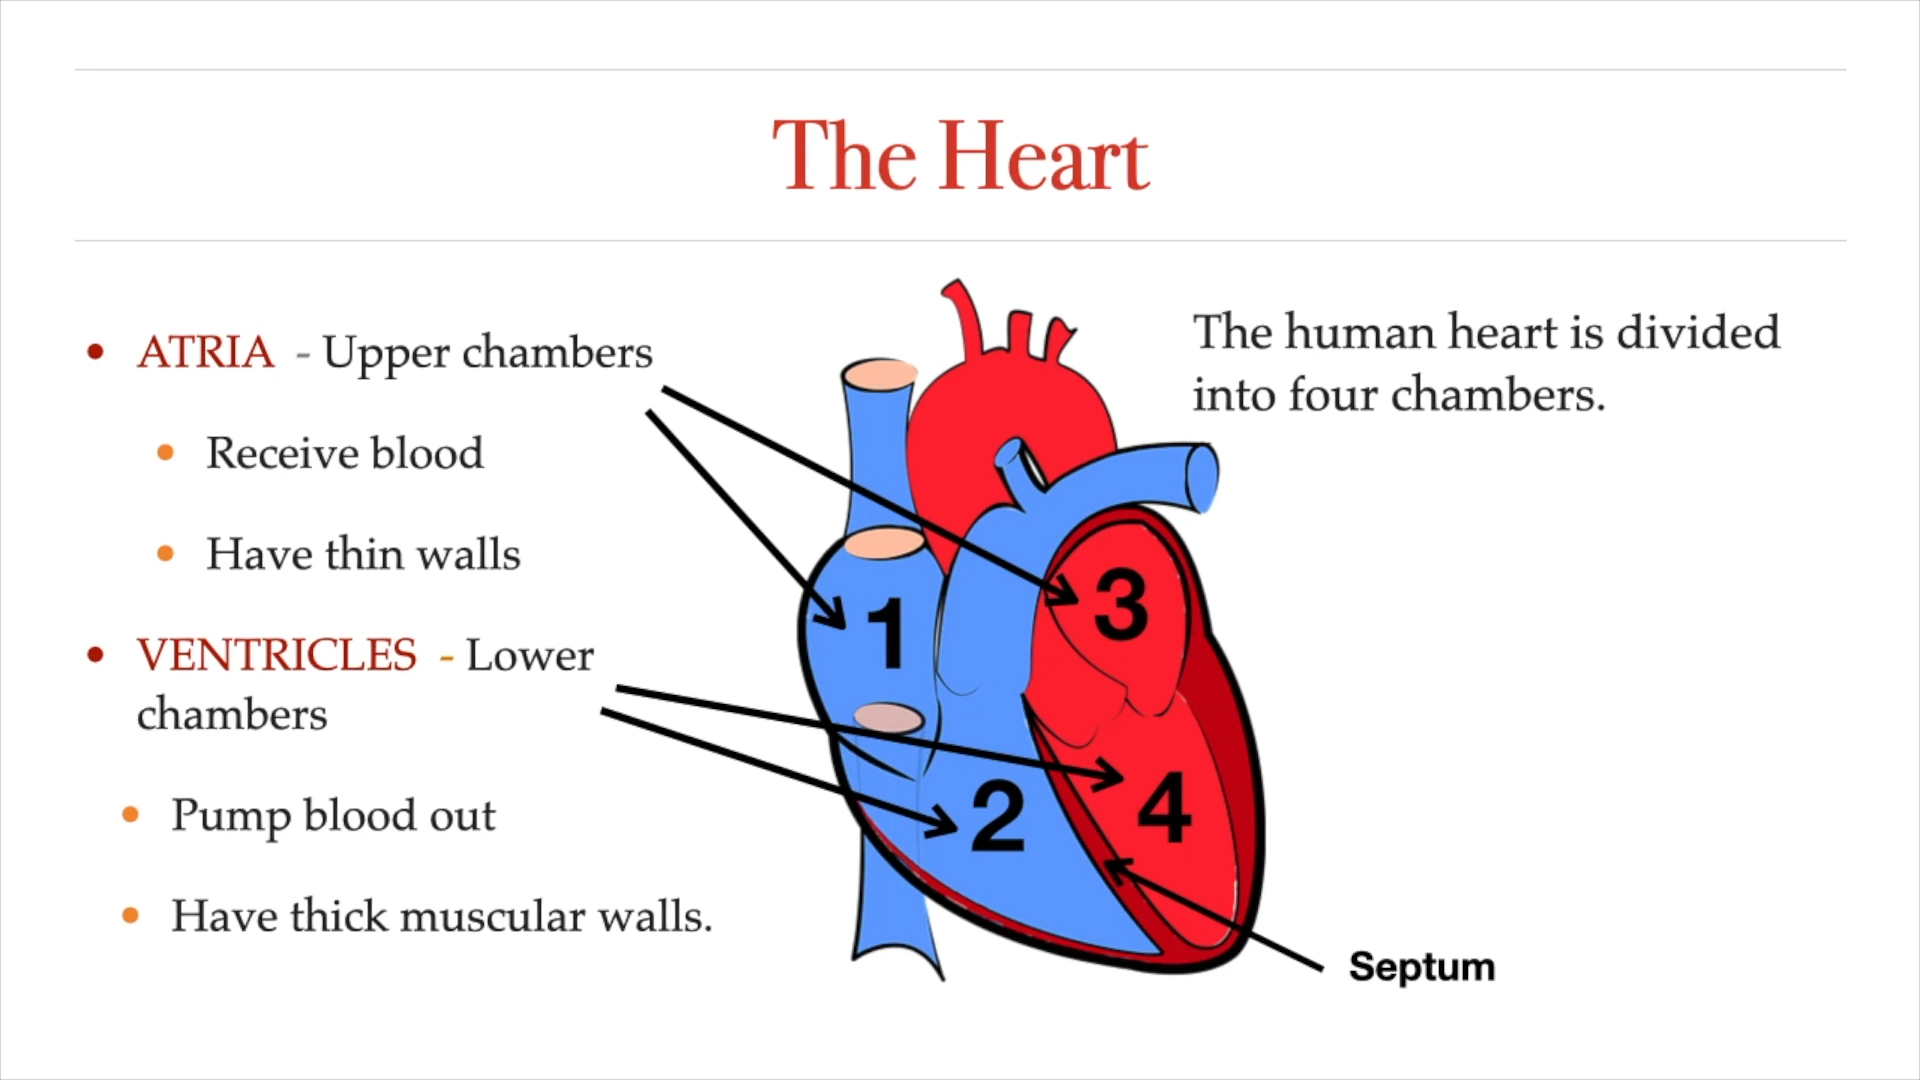 The Heart
• ATRIA - Upper chambers
• Receive blood
• Have thin walls
• VENTRICLES - Lower
chambers
• Pump blood out
• Have thick muscular walls.
The human heart is divided
into four chambers.
1
3
2
4
Septum